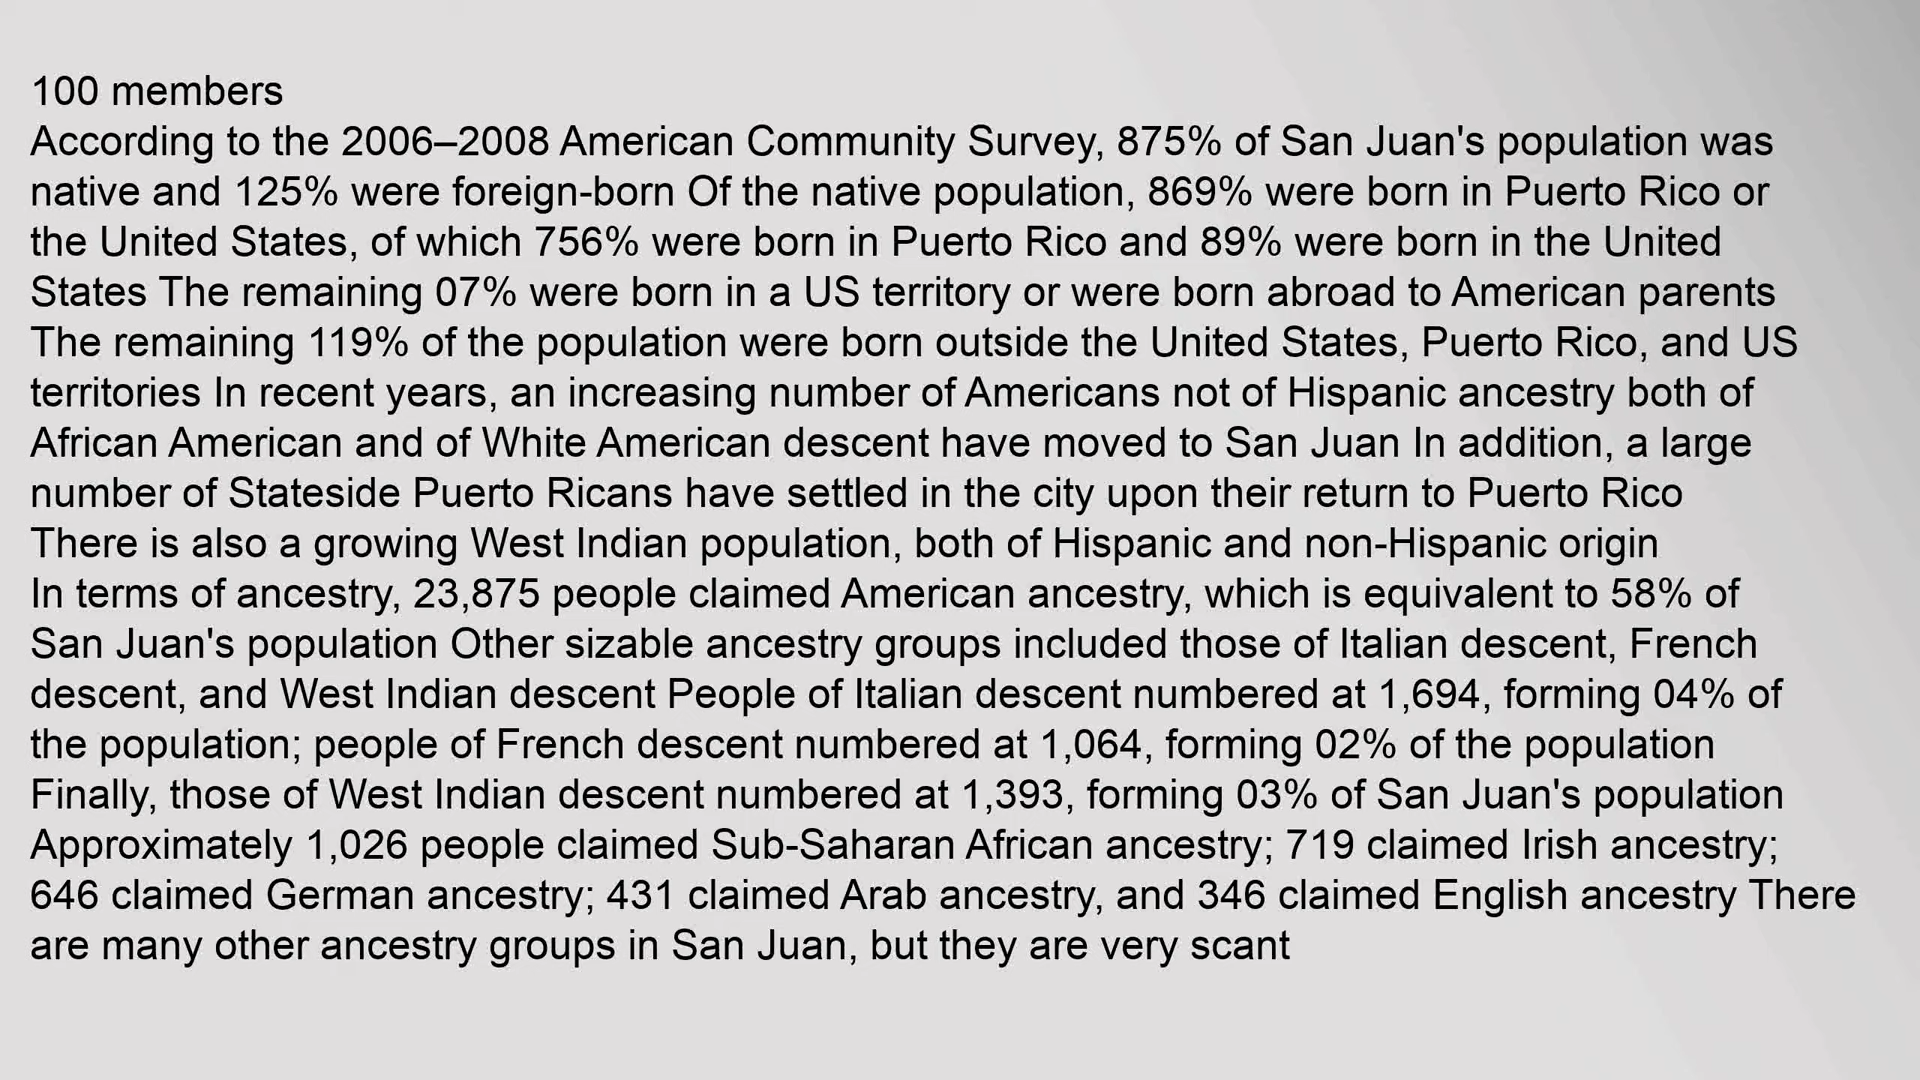 100 members
According to the 2006–2008 American Community Survey, 875% of San Juan's population was
native and 125% were foreign-born Of the native population, 869% were born in Puerto Rico or
the United States, of which 756% were born in Puerto Rico and 89% were born in the United
States The remaining 07% were born in a US territory or were born abroad to American parents
The remaining 119% of the population were born outside the United States, Puerto Rico, and US
territories In recent years, an increasing number of Americans not of Hispanic ancestry both of
African American and of White American descent have moved to San Juan In addition, a large
number of Stateside Puerto Ricans have settled in the city upon their return to Puerto Rico
There is also a growing West Indian population, both of Hispanic and non-Hispanic origin
In terms of ancestry, 23,875 people claimed American ancestry, which is equivalent to 58% of
San Juan's population Other sizable ancestry groups included those of Italian descent, French
descent, and West Indian descent People of Italian descent numbered at 1,694, forming 04% of
the population; people of French descent numbered at 1,064, forming 02% of the population
Finally, those of West Indian descent numbered at 1,393, forming 03% of San Juan's population
Approximately 1,026 people claimed Sub-Saharan African ancestry; 719 claimed Irish ancestry;
646 claimed German ancestry; 431 claimed Arab ancestry, and 346 claimed English ancestry There
are many other ancestry groups in San Juan, but they are very scant